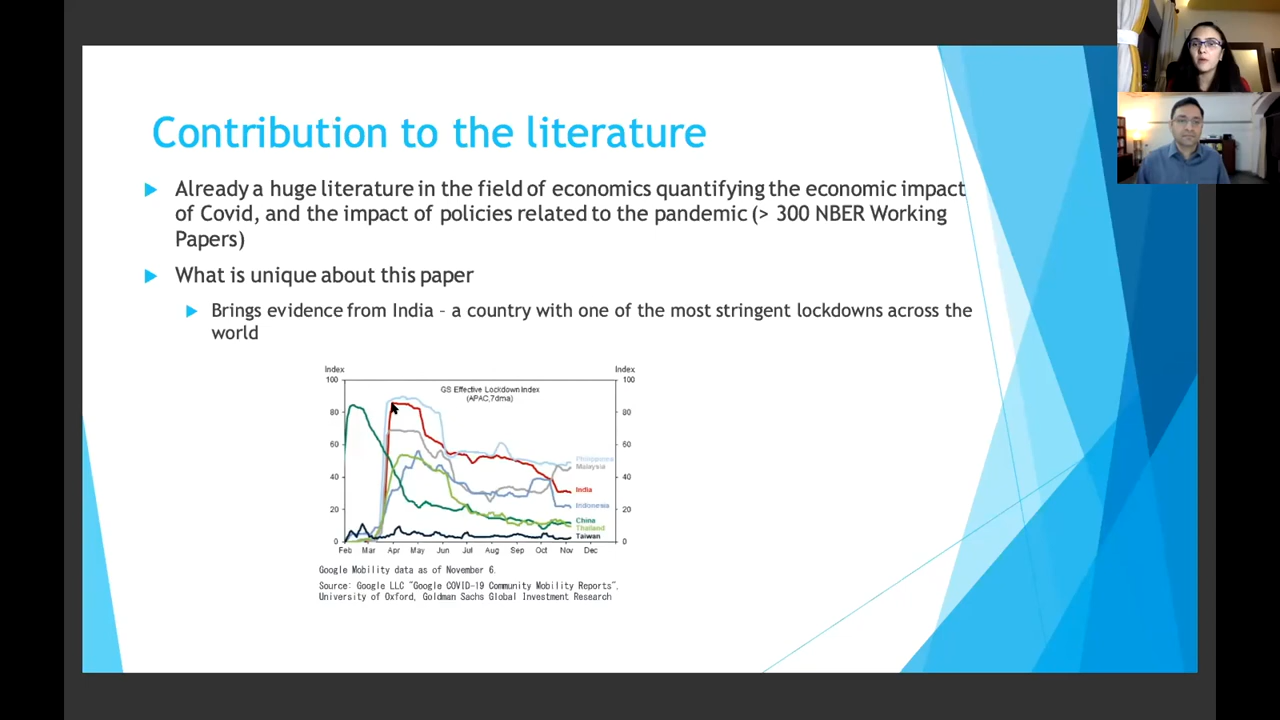 Contribution to the literature
Already a huge literature in the field of economics quantifying the economic impact
of Covid, and the impact of policies related to the pandemic (> 300 NBER Working
Papers)
What is unique about this paper
Brings evidence from India – a country with one of the most stringent lockdowns across the
world
Index Index
100 GS Effective Lockdown Index 100
(APAC,7dma)
80 80
60 60
Philippines
Malaysia
40 40
India
Indonesia
20 20
China
Thailand
Taiwan
0 0
Feb Mar Apr May Jun Jul Aug Sep Oct Nov Dec
Google Mobility data as of November 6.
Source: Google LLC "Google COVID-19 Community Mobility Reports".
University of Oxford, Goldman Sachs Global Investment Research